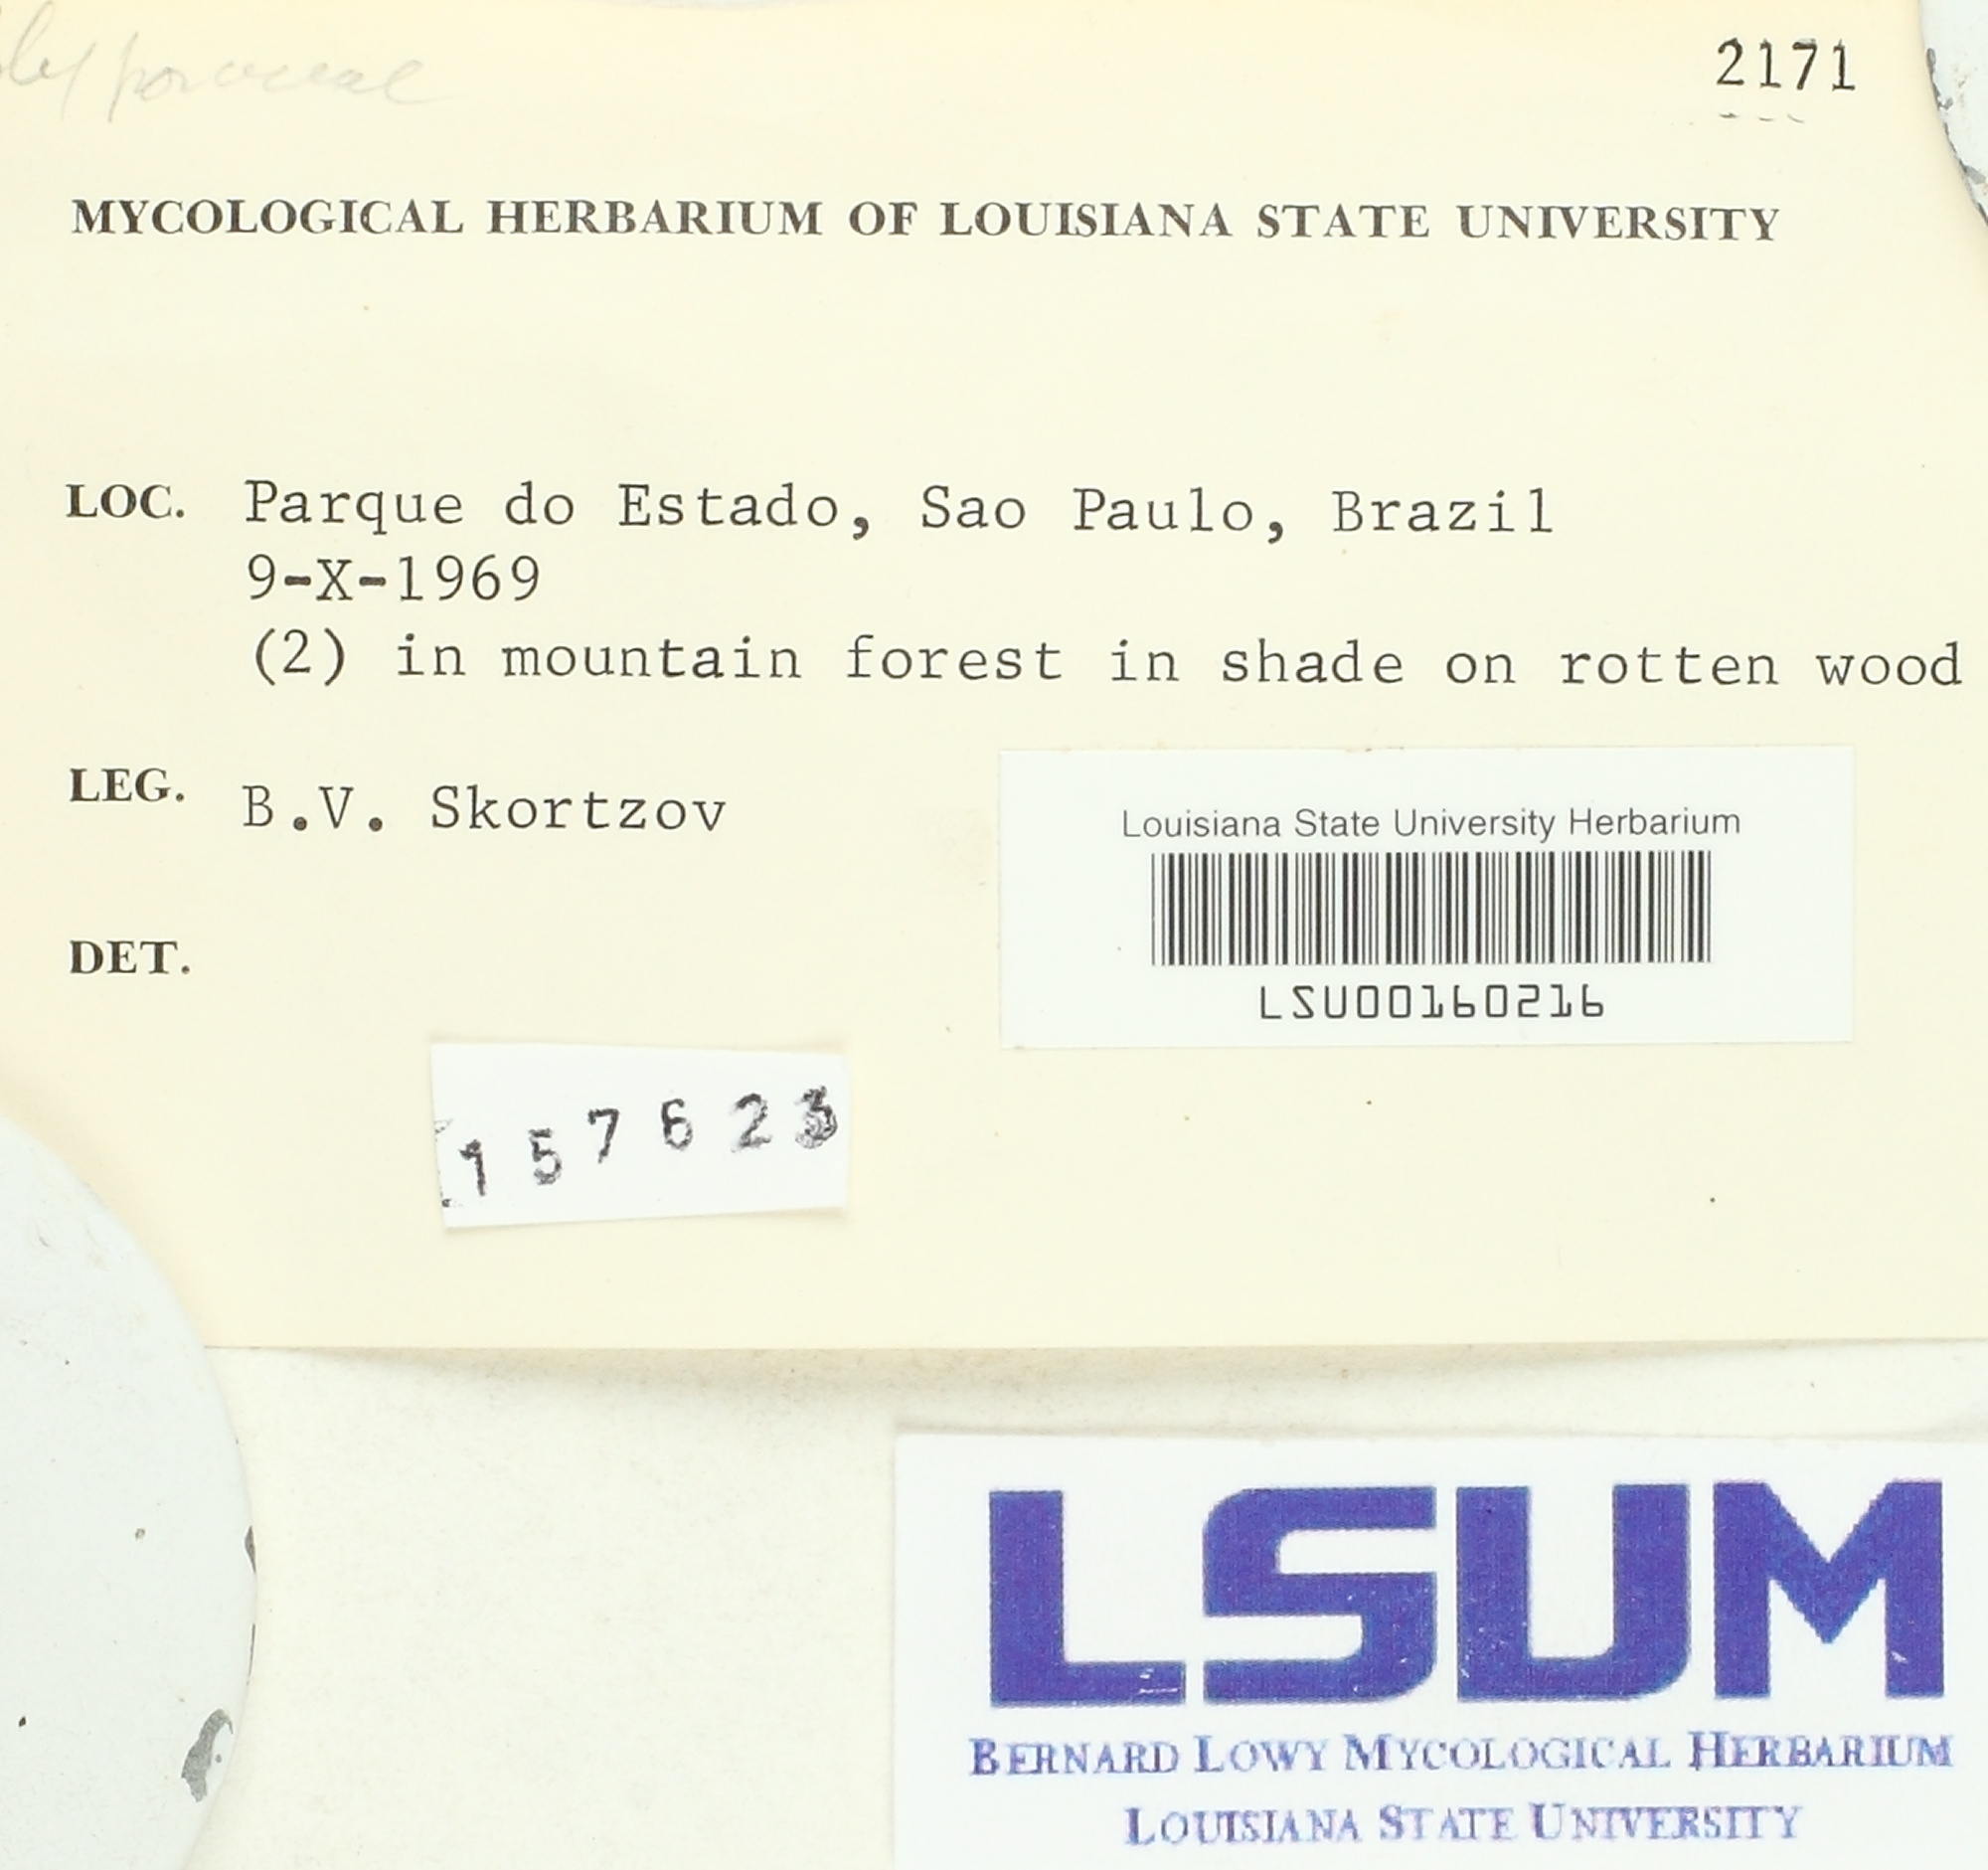 2171
MYCOLOGICAL HERBARIUM OF LOUISIANA STATE UNIVERSITY
LOC. Parque do Estado, Sao Paulo, Brazil
9-X-1969
(2) in mountain forest in shade on rotten wood
LEG. B.V. Skortzov
Louisiana State University Herbarium
LSU00160216
DET.
157623
LSUM
BERNARD LOWY MYCOLOGICAL HERBARIUM
LOUISIANA STATE UNIVERSITY